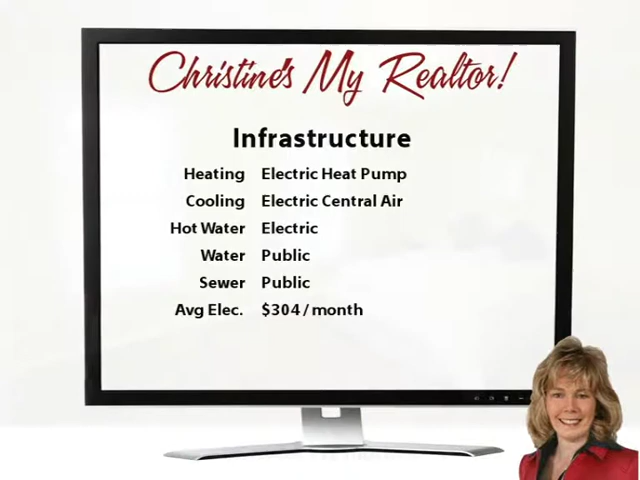 Christine's My Realtor!
Infrastructure
Heating Electric Heat Pump
Cooling Electric Central Air
Hot Water Electric
Water Public
Sewer Public
Avg Elec. $304 / month